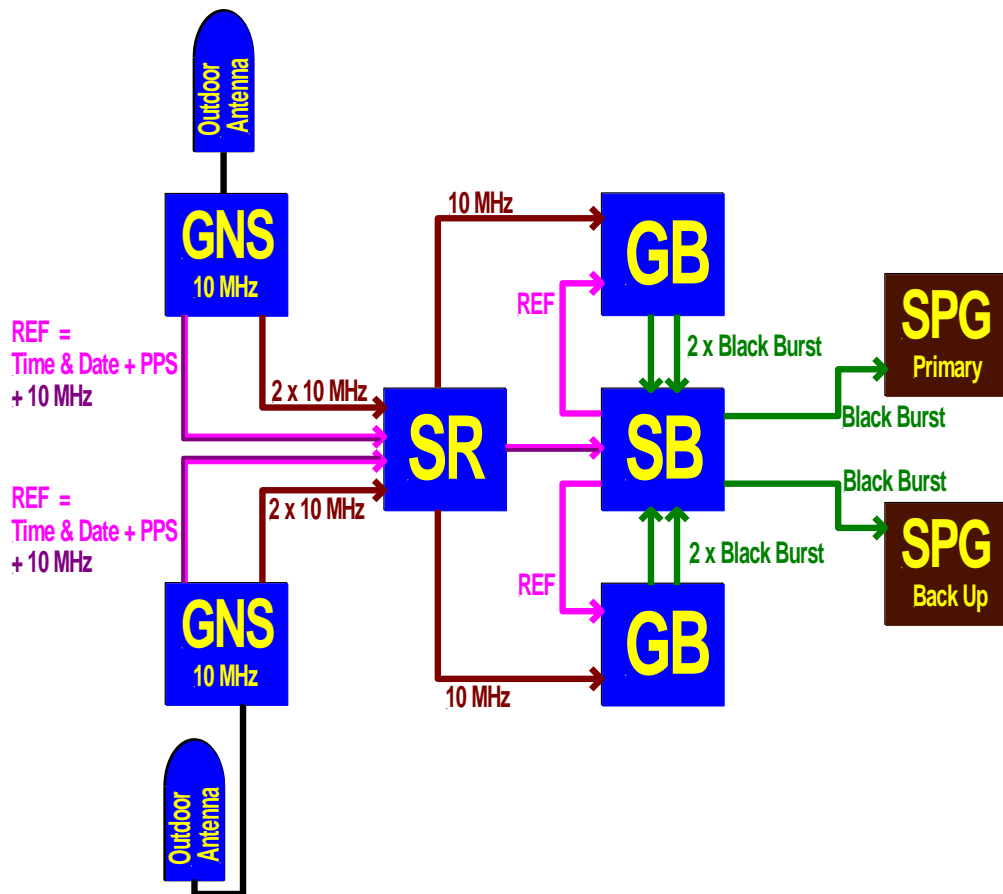 Outdoor
Antenna
GNS
10 MHz
REF =
Time & Date + PPS
+ 10 MHz
2 x 10 MHz
10 MHz
GB
REF
2 x Black Burst
SPG
Primary
Black Burst
SR
SB
REF =
Time & Date + PPS
+ 10 MHz
2 x 10 MHz
Black Burst
SPG
Back Up
REF
2 x Black Burst
GNS
10 MHz
GB
10 MHz
Outdoor
Antenna